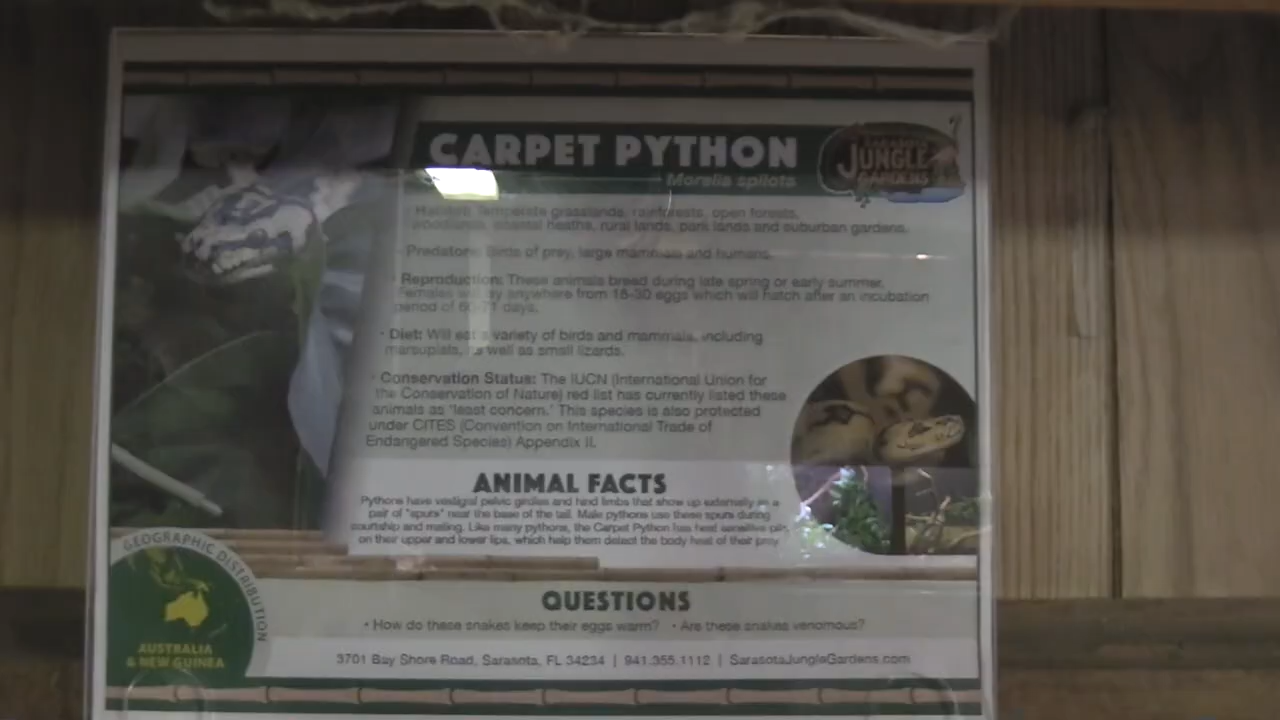 CARPET PYTHON
Morelia spilota
SARASOTA
JUNGLE
GARDENS
Habitat: Temperate grasslands, rainforests, open forests,
woodlands, coastal heaths, rural lands, park lands and suburban gardens.
Predators: Birds of prey, large mammals and humans.
Reproduction: These animals breed during late spring or early summer.
Females will lay anywhere from 18-30 eggs which will hatch after an incubation
period of days.
· Diet: Will eat a variety of birds and mammals, including
marsupials, as well as small lizards.
· Conservation Status: The IUCN (International Union for
the Conservation of Nature) red list has currently listed these
animals as "least concern." This species is also protected
under CITES (Convention on International Trade of
Endangered Species) Appendix II.
ANIMAL FACTS
Pythons have vestigial pelvic girdles and hind limbs that show up externally as a
pair of "spurs" near the base of the tail. Male pythons use these spurs during
courtship and mating. Like many pythons, the Carpet Python has heat sensitive pits
on their upper and lower lips, which help them detect the body heat of their prey.
GEOGRAPHIC DISTRIBUTION
AUSTRALIA
& NEW GUINEA
QUESTIONS
• How do these snakes keep their eggs warm? • Are these snakes venomous?
3701 Bay Shore Road, Sarasota, FL 34234 | 941.355.1112 | SarasotaJungleGardens.com